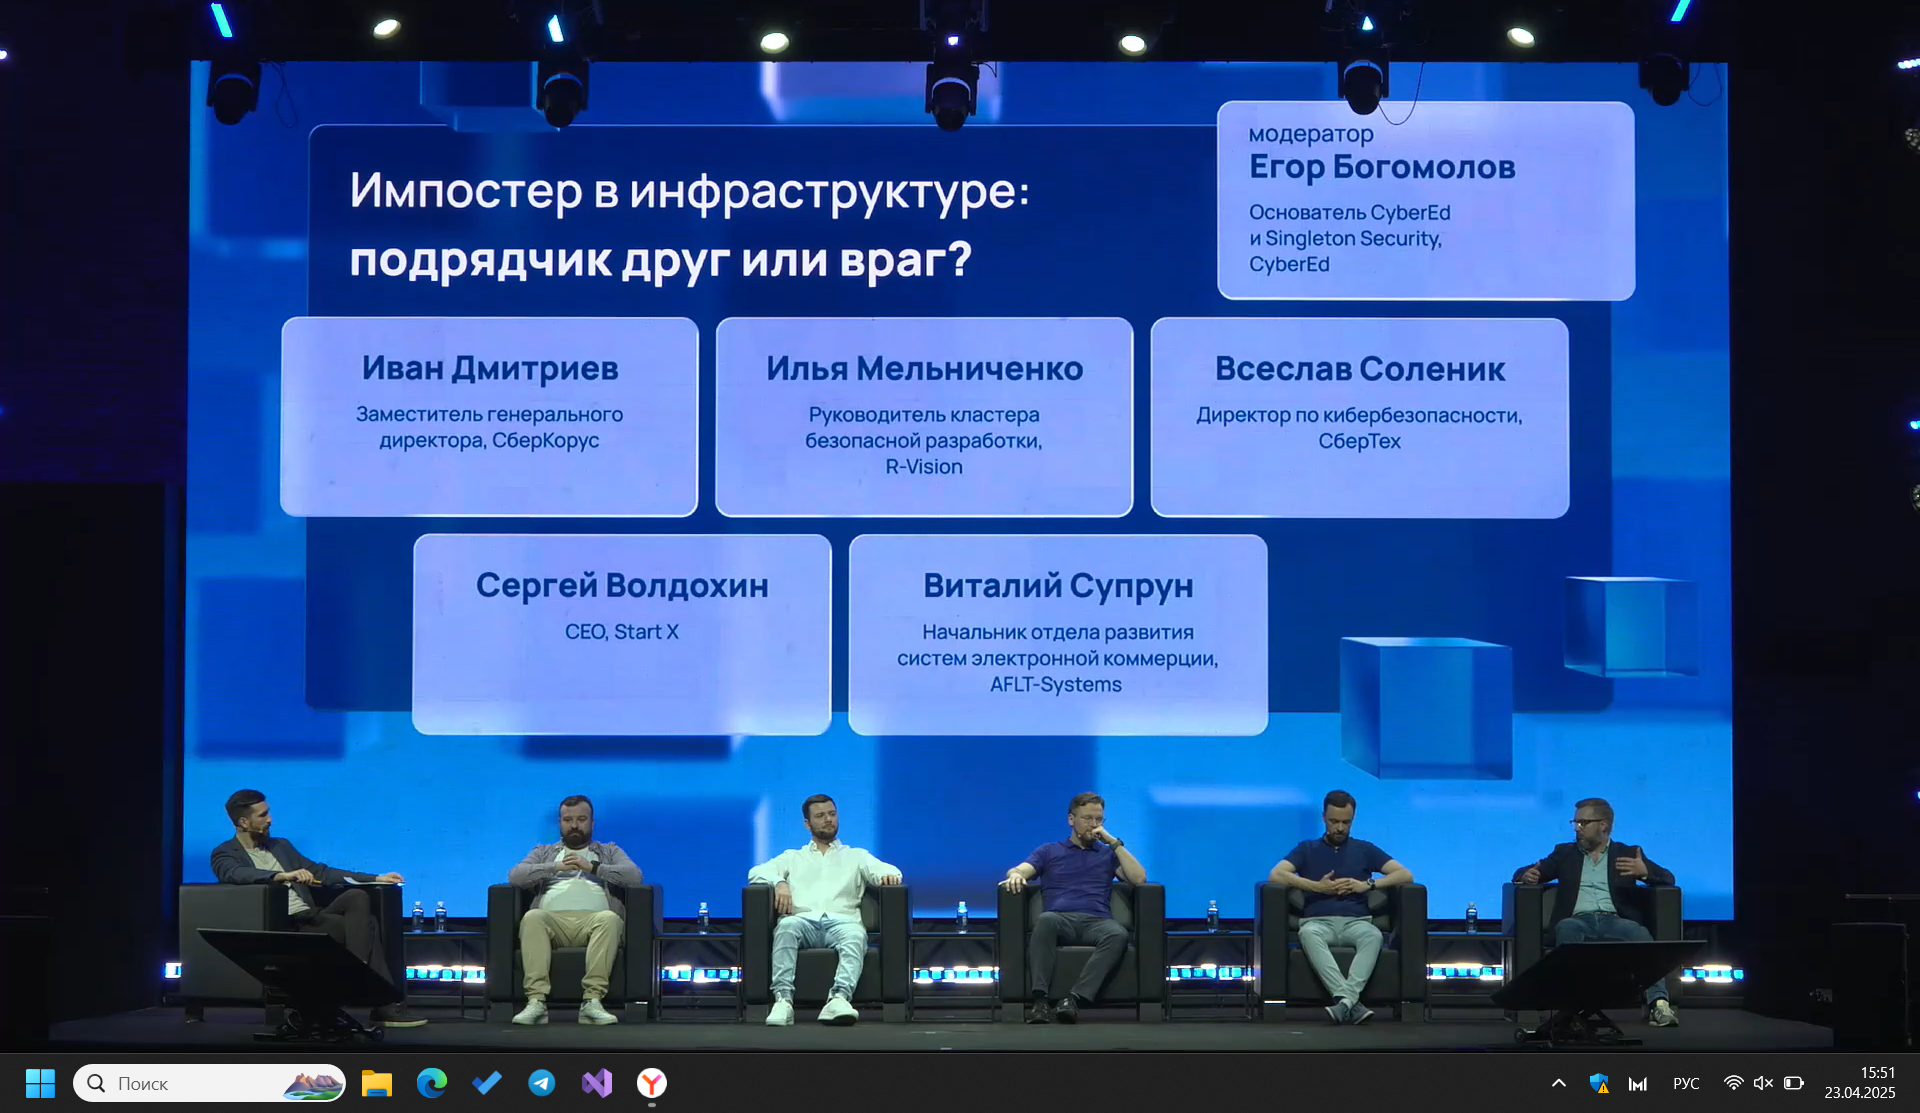 Импостер в инфраструктуре:
подрядчик друг или враг?
модератор
Егор Богомолов
Основатель CyberEd
и Singleton Security,
CyberEd
Иван Дмитриев
Заместитель генерального
директора, СберКорус
Илья Мельниченко
Руководитель кластера
безопасной разработки,
R-Vision
Всеслав Соленик
Директор по кибербезопасности,
СберТех
Сергей Волдохин
CEO, Start X
Виталий Супрун
Начальник отдела развития
систем электронной коммерции,
AFLT-Systems
Поиск
РУС
15:51
23.04.2025